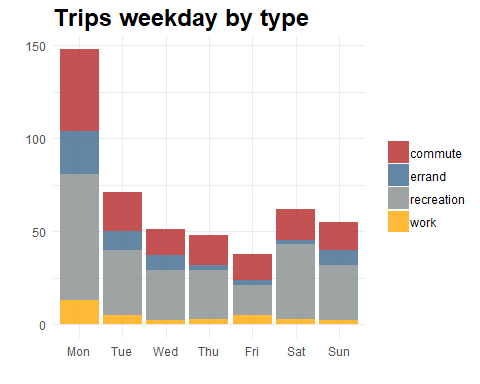 Trips weekday by type
150
100
50
0
Mon Tue Wed Thu Fri Sat Sun
commute
errand
recreation
work